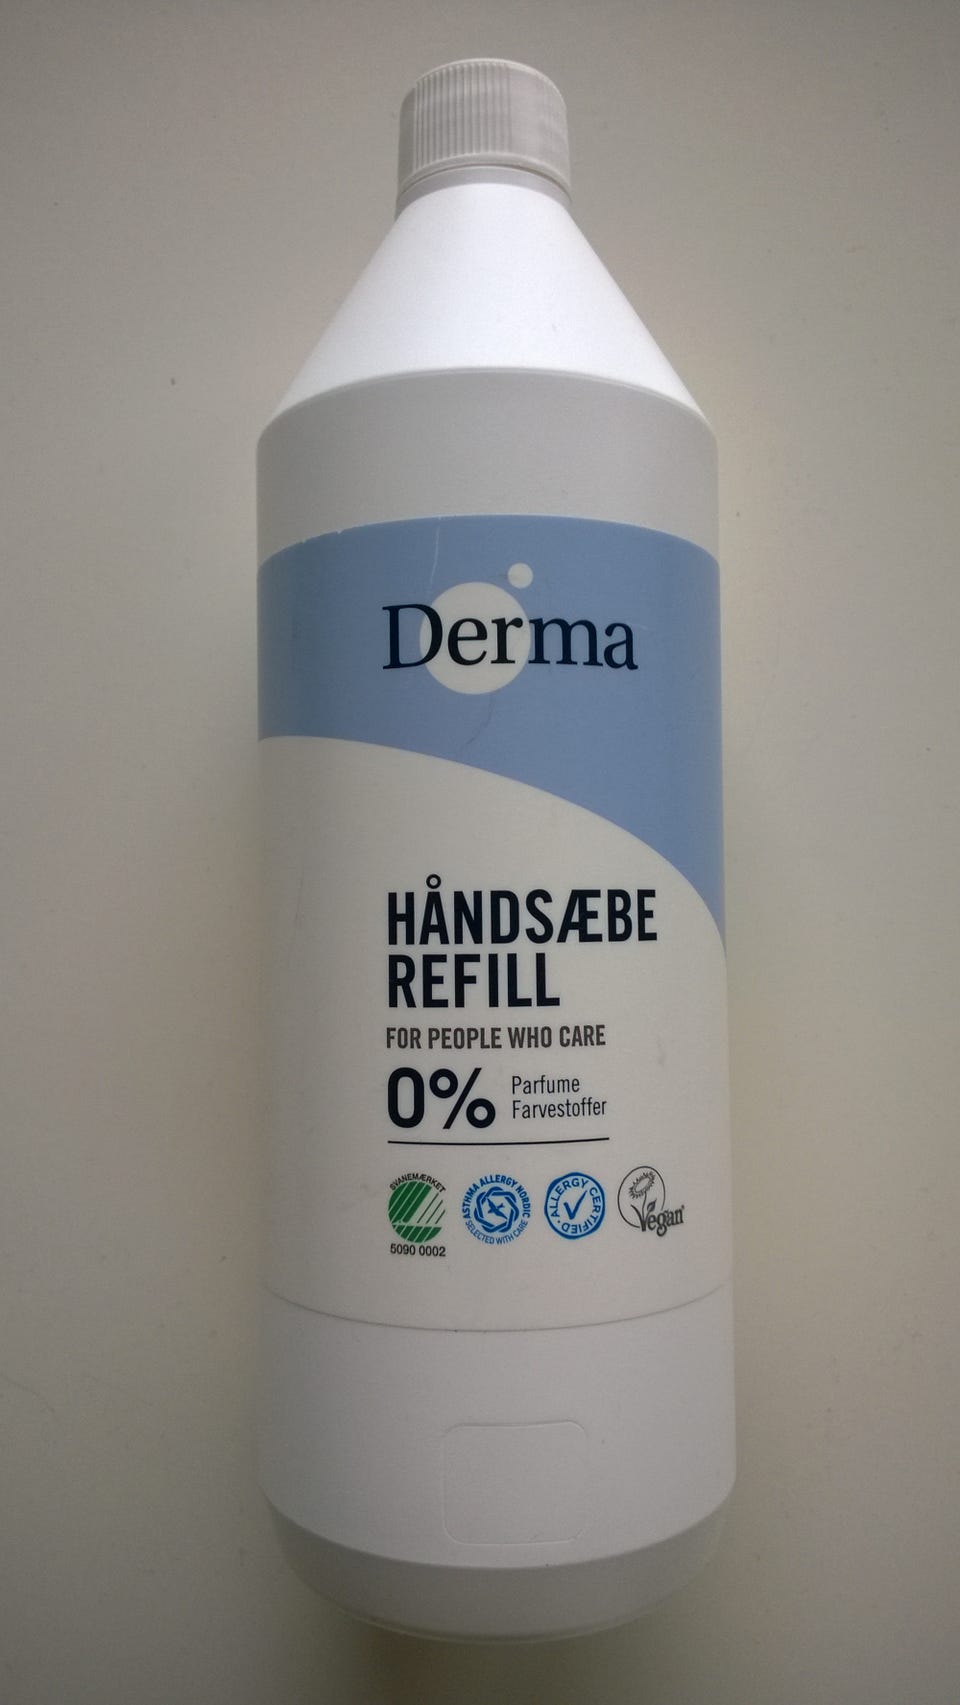 Derma
HÅNDSÆBE
REFILL
FOR PEOPLE WHO CARE
0% Parfume
Farvestoffer
SVANEMÆRKET
5090 0002
ASTHMA ALLERGY NORDIC
SELECTED WITH CARE
ALLERGY CERTIFIED
Vegan